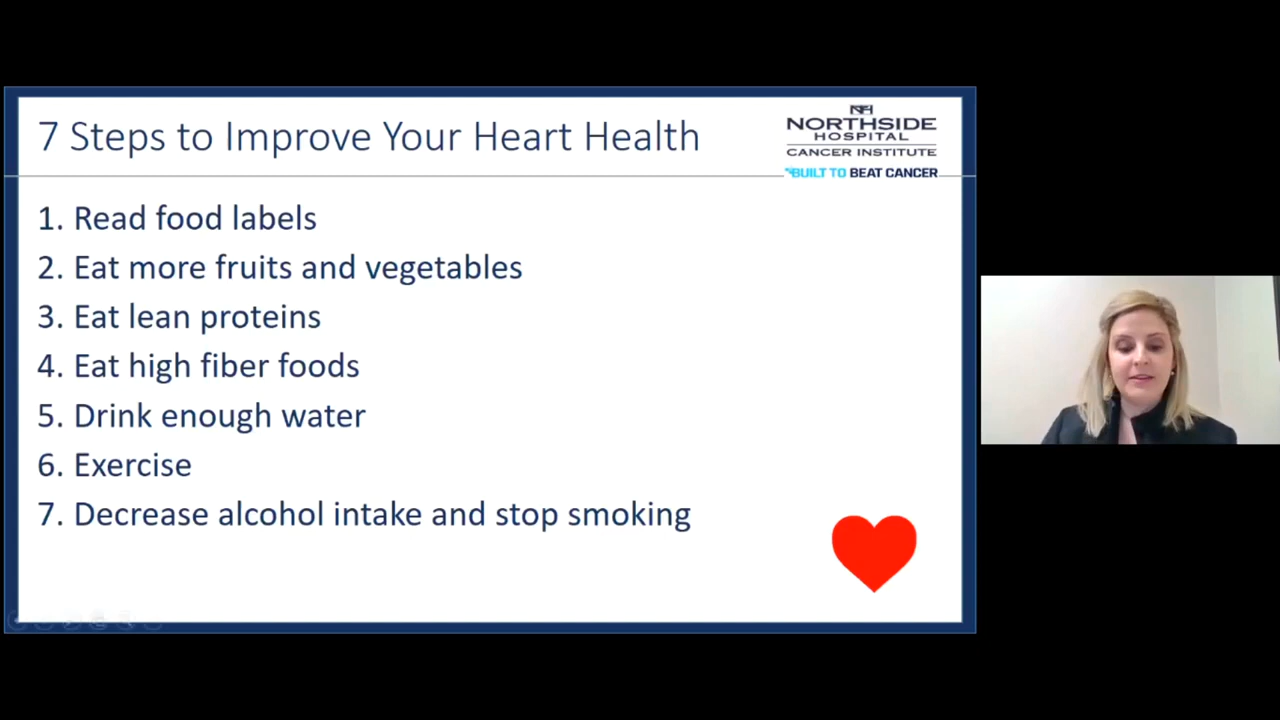 7 Steps to Improve Your Heart Health
NH
NORTHSIDE
HOSPITAL
CANCER INSTITUTE
BUILT TO BEAT CANCER
1. Read food labels
2. Eat more fruits and vegetables
3. Eat lean proteins
4. Eat high fiber foods
5. Drink enough water
6. Exercise
7. Decrease alcohol intake and stop smoking